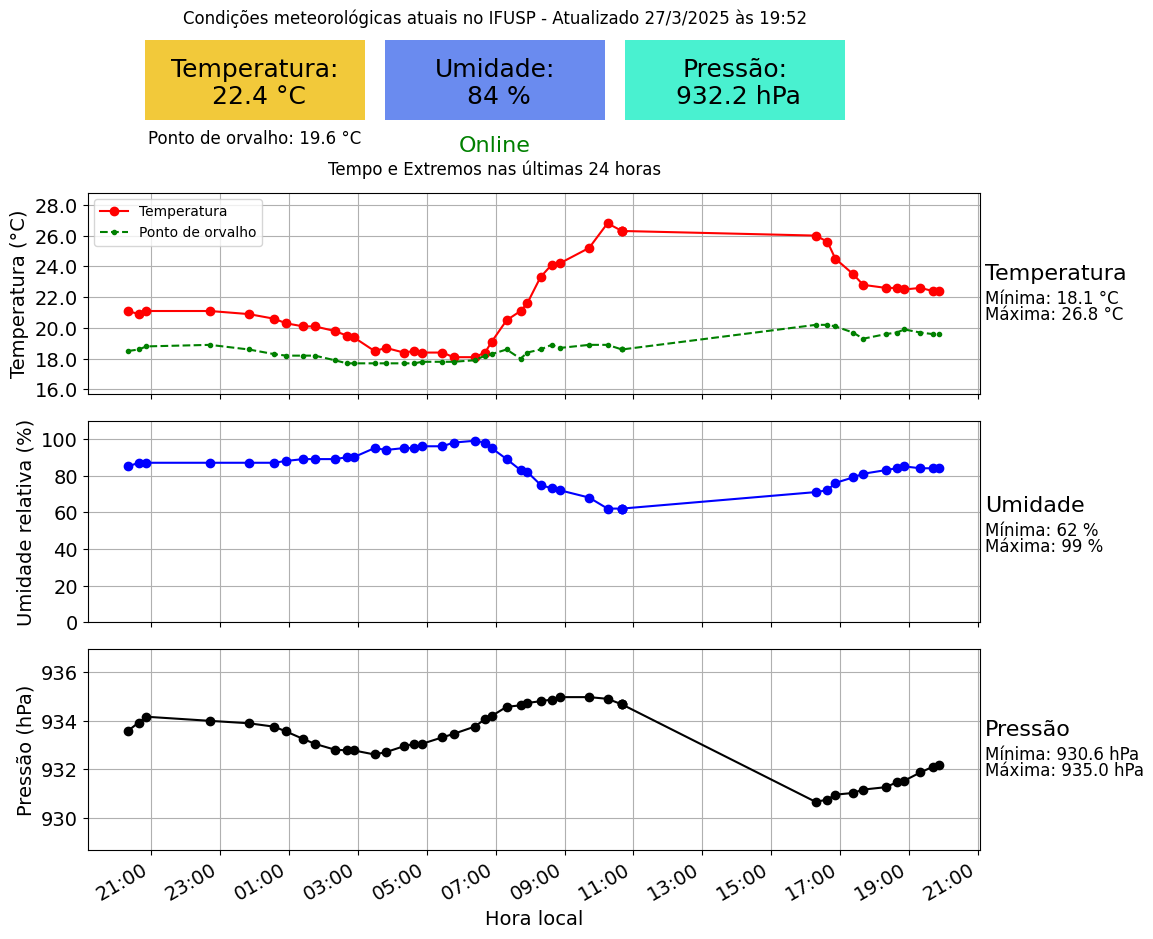 Condições meteorológicas atuais no IFUSP - Atualizado 27/3/2025 às 19:52
Temperatura:
22.4 °C
Umidade:
84 %
Pressão:
932.2 hPa
Ponto de orvalho: 19.6 °C
Online
Tempo e Extremos nas últimas 24 horas
Temperatura (°C)
28.0
26.0
24.0
22.0
20.0
18.0
16.0
Temperatura
Ponto de orvalho
Temperatura
Mínima: 18.1 °C
Máxima: 26.8 °C
Umidade relativa (%)
100
80
60
40
20
0
Umidade
Mínima: 62 %
Máxima: 99 %
Pressão (hPa)
936
934
932
930
Pressão
Mínima: 930.6 hPa
Máxima: 935.0 hPa
21:00 23:00 01:00 03:00 05:00 07:00 09:00 11:00 13:00 15:00 17:00 19:00 21:00
Hora local